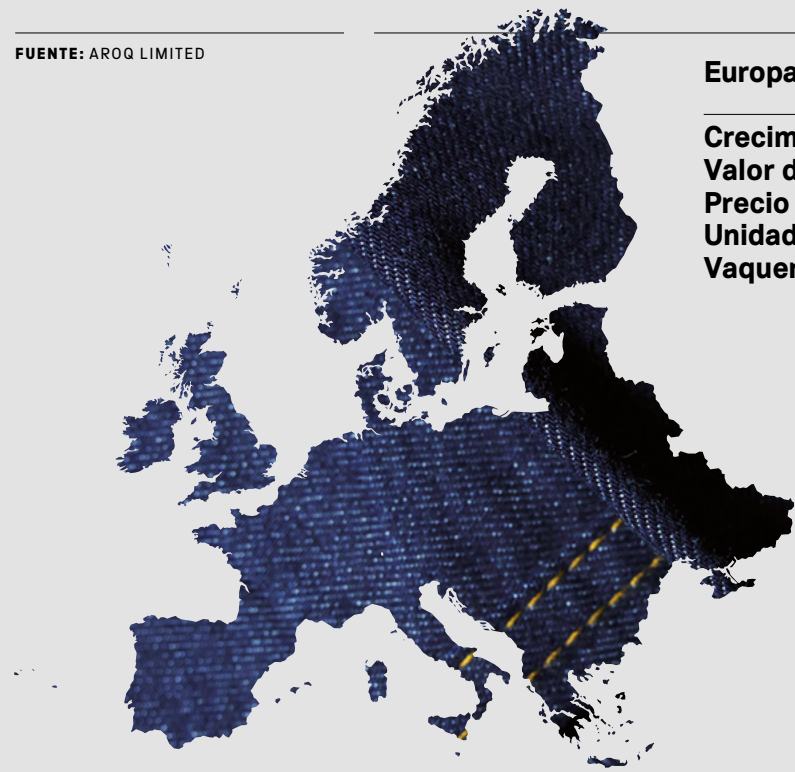 FUENTE: AROQ LIMITED
Europa
Crecim
Valor d
Precio
Unidad
Vaquer